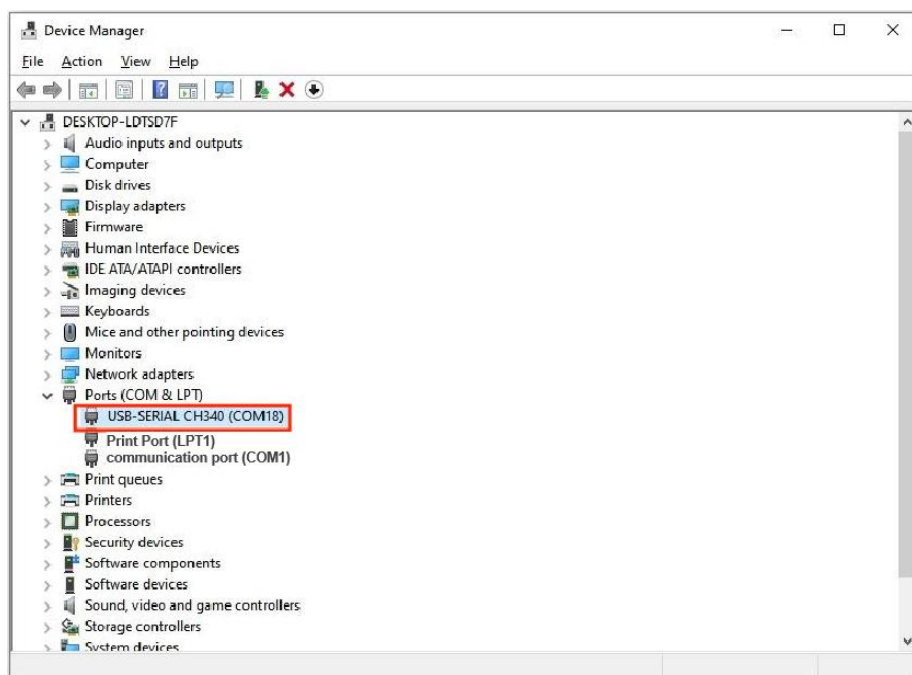 Device Manager
File Action View Help
DESKTOP-LDTSD7F
Audio inputs and outputs
Computer
Disk drives
Display adapters
Firmware
Human Interface Devices
IDE ATA/ATAPI controllers
Imaging devices
Keyboards
Mice and other pointing devices
Monitors
Network adapters
Ports (COM & LPT)
USB-SERIAL CH340 (COM18)
Print Port (LPT1)
communication port (COM1)
Print queues
Printers
Processors
Security devices
Software components
Software devices
Sound, video and game controllers
Storage controllers
System devices